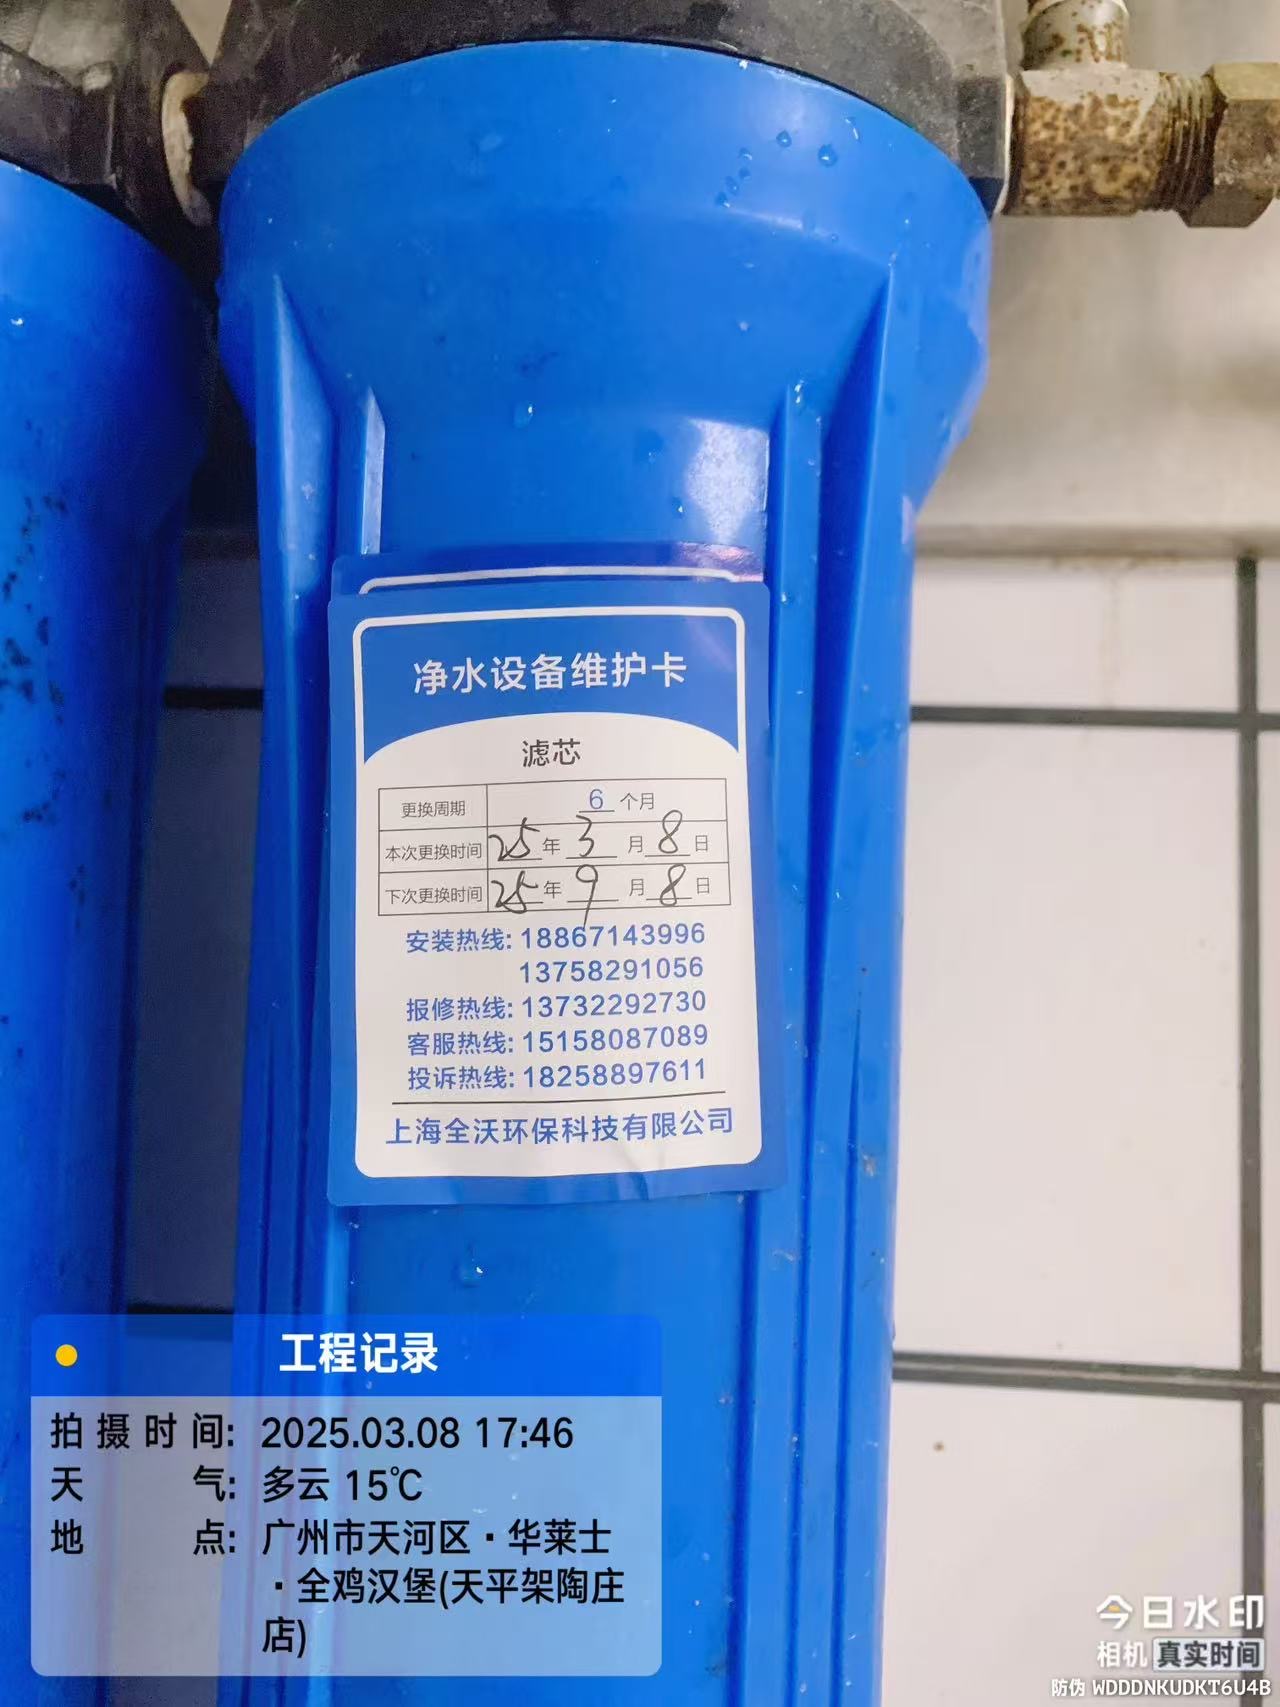 净水设备维护卡
滤芯
更换周期 6 个月
本次更换时间 25 年 3 月 8 日
下次更换时间 25 年 9 月 8 日
安装热线: 18867143996
13758291056
报修热线: 13732292730
客服热线: 15158087089
投诉热线: 18258897611
上海全沃环保科技有限公司
工程记录
拍摄时间: 2025.03.08 17:46
天气: 多云 15℃
地点: 广州市天河区·华莱士
·全鸡汉堡(天平架陶庄
店)
今日水印
相机 真实时间
防伪 WDDDNKUDKT6U4B